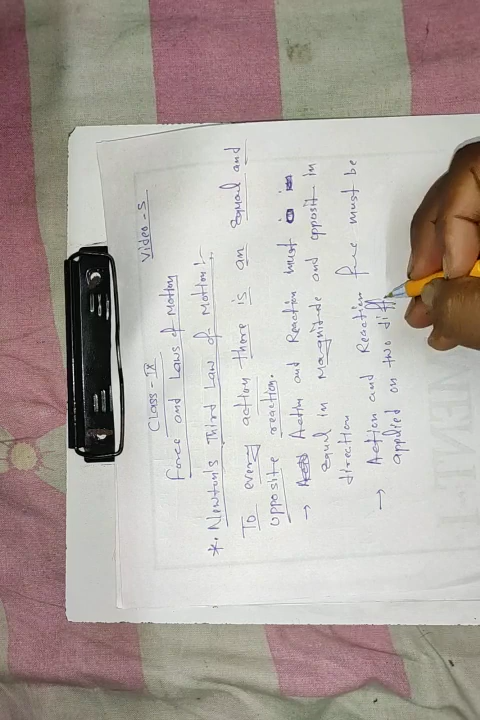 Class - IX
Video - 5
Force and Laws of Motion
*. Newton's Third Law of Motion:-
To every action there is an Equal and
opposite reaction.
→ Action and Reaction must in
Equal in Magnitude and opposite in
direction
→ Action and Reaction force must be
applied on two diff